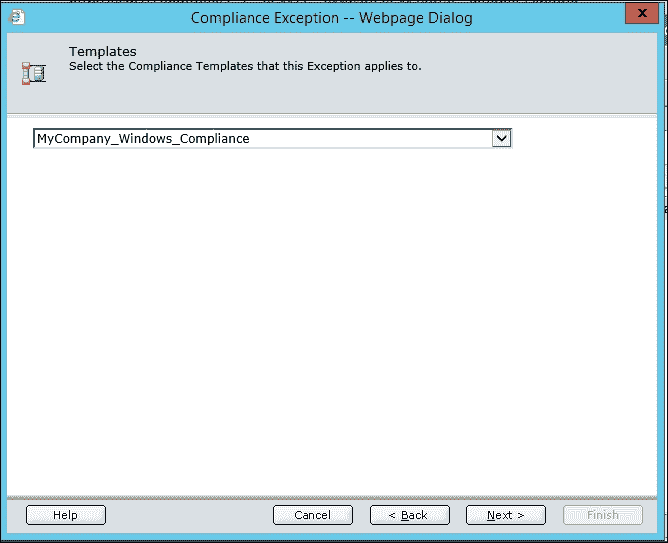 Compliance Exception -- Webpage Dialog
x
Templates
Select the Compliance Templates that this Exception applies to.
MyCompany_Windows_Compliance
Help
Cancel
< Back
Next >
Finish